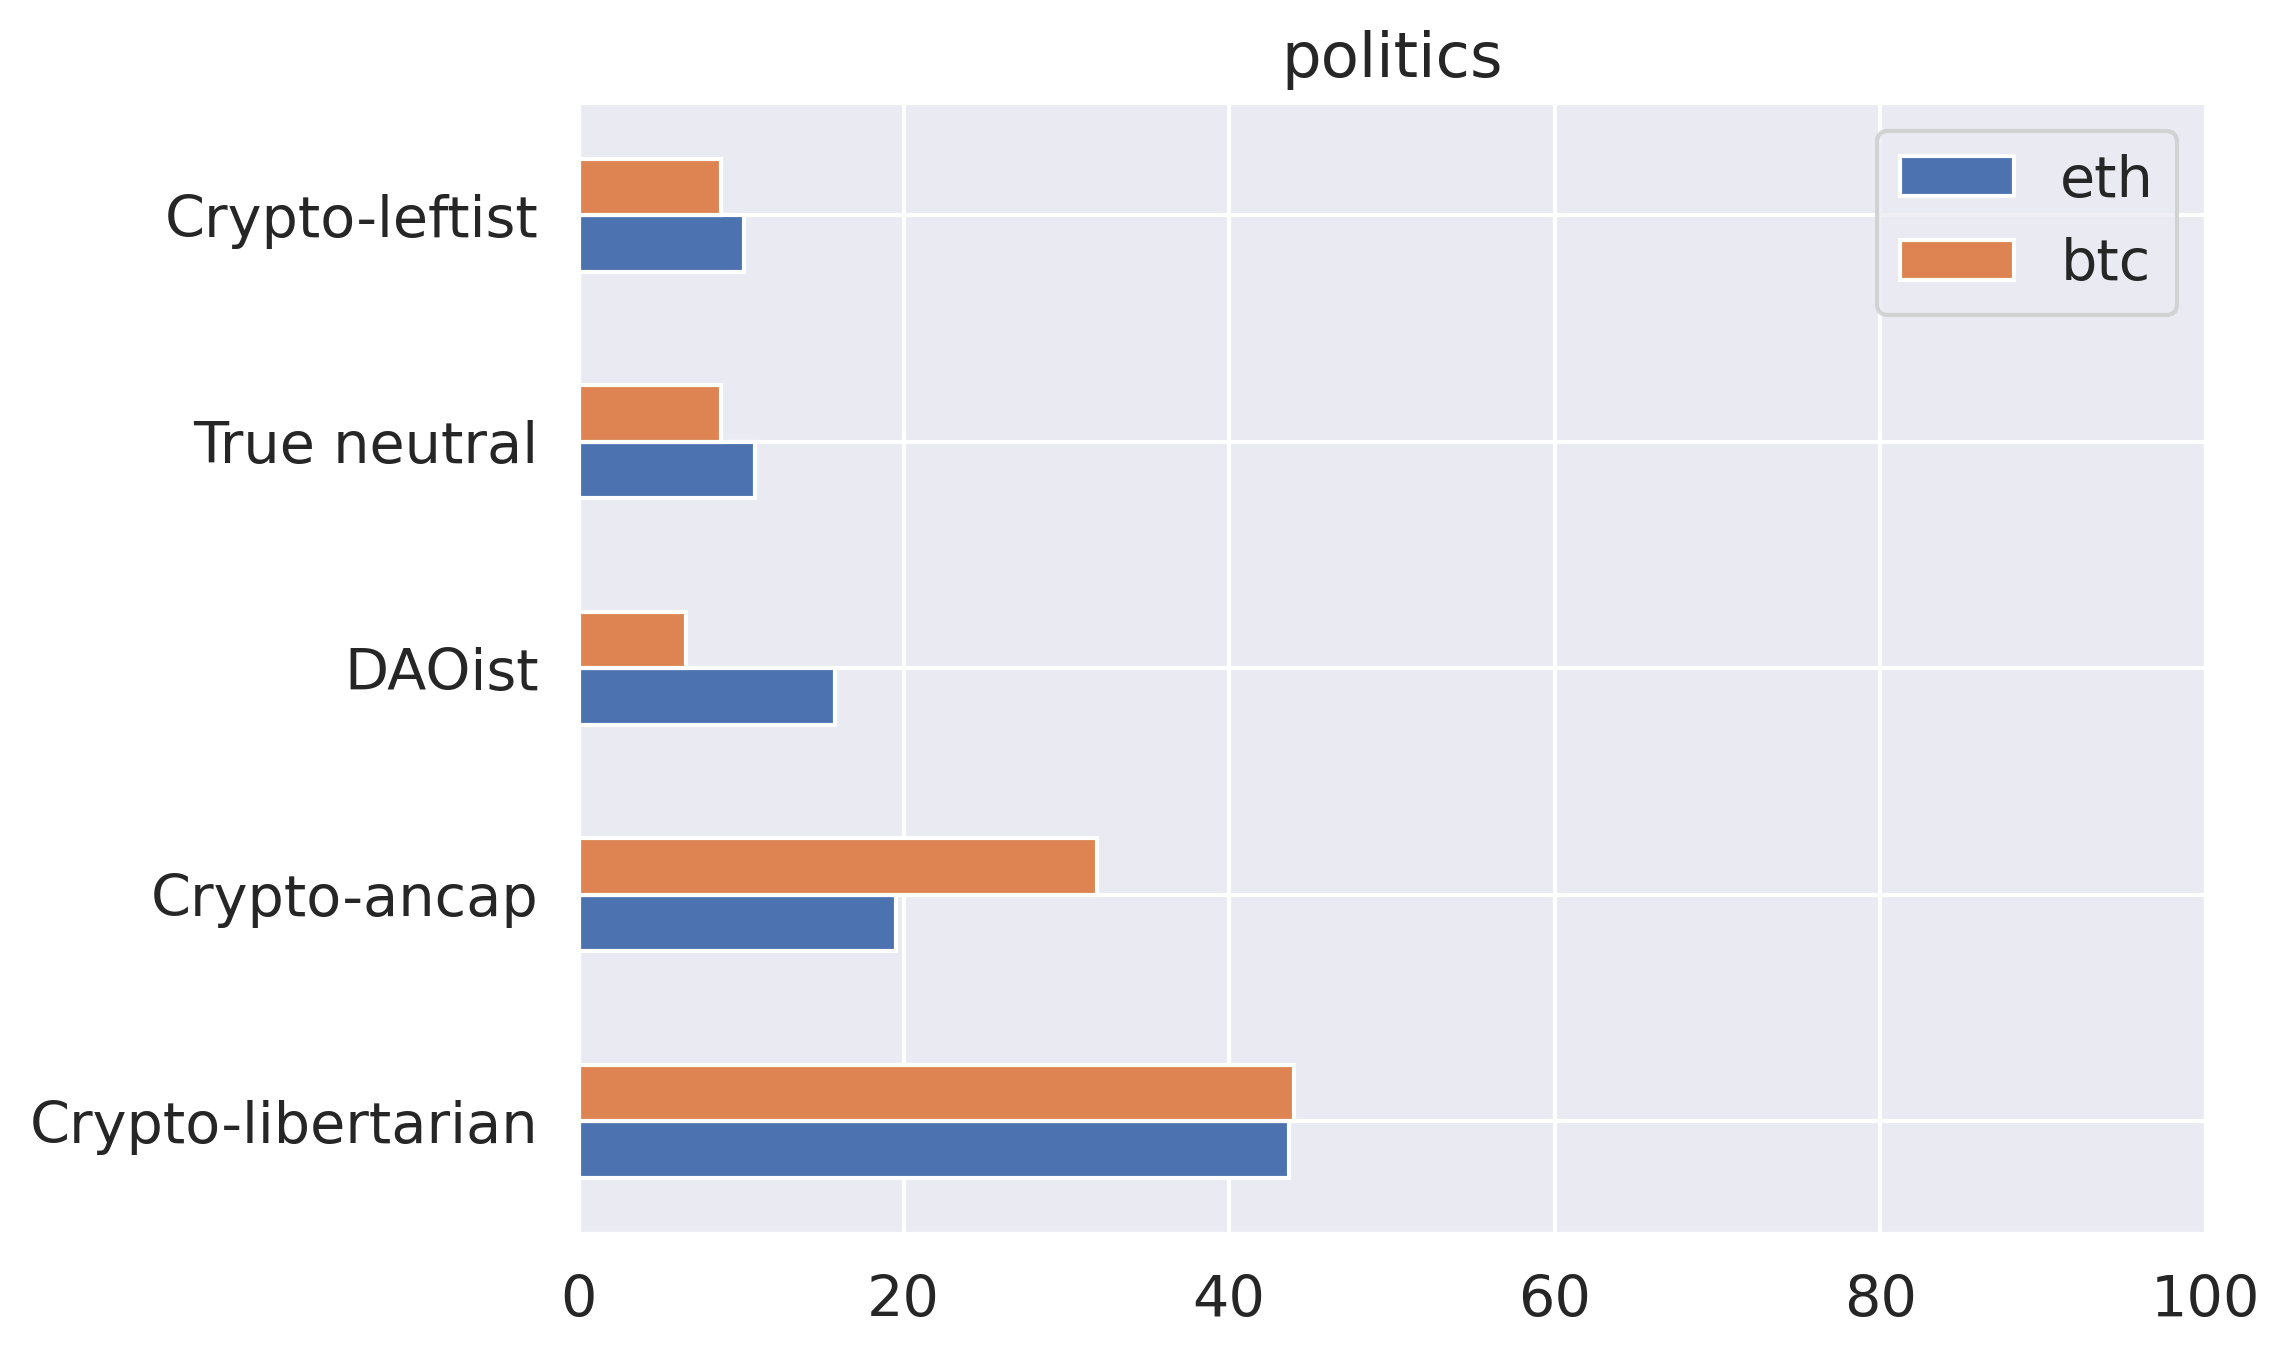 politics
eth
btc
Crypto-leftist
True neutral
DAOist
Crypto-ancap
Crypto-libertarian
0 20 40 60 80 100